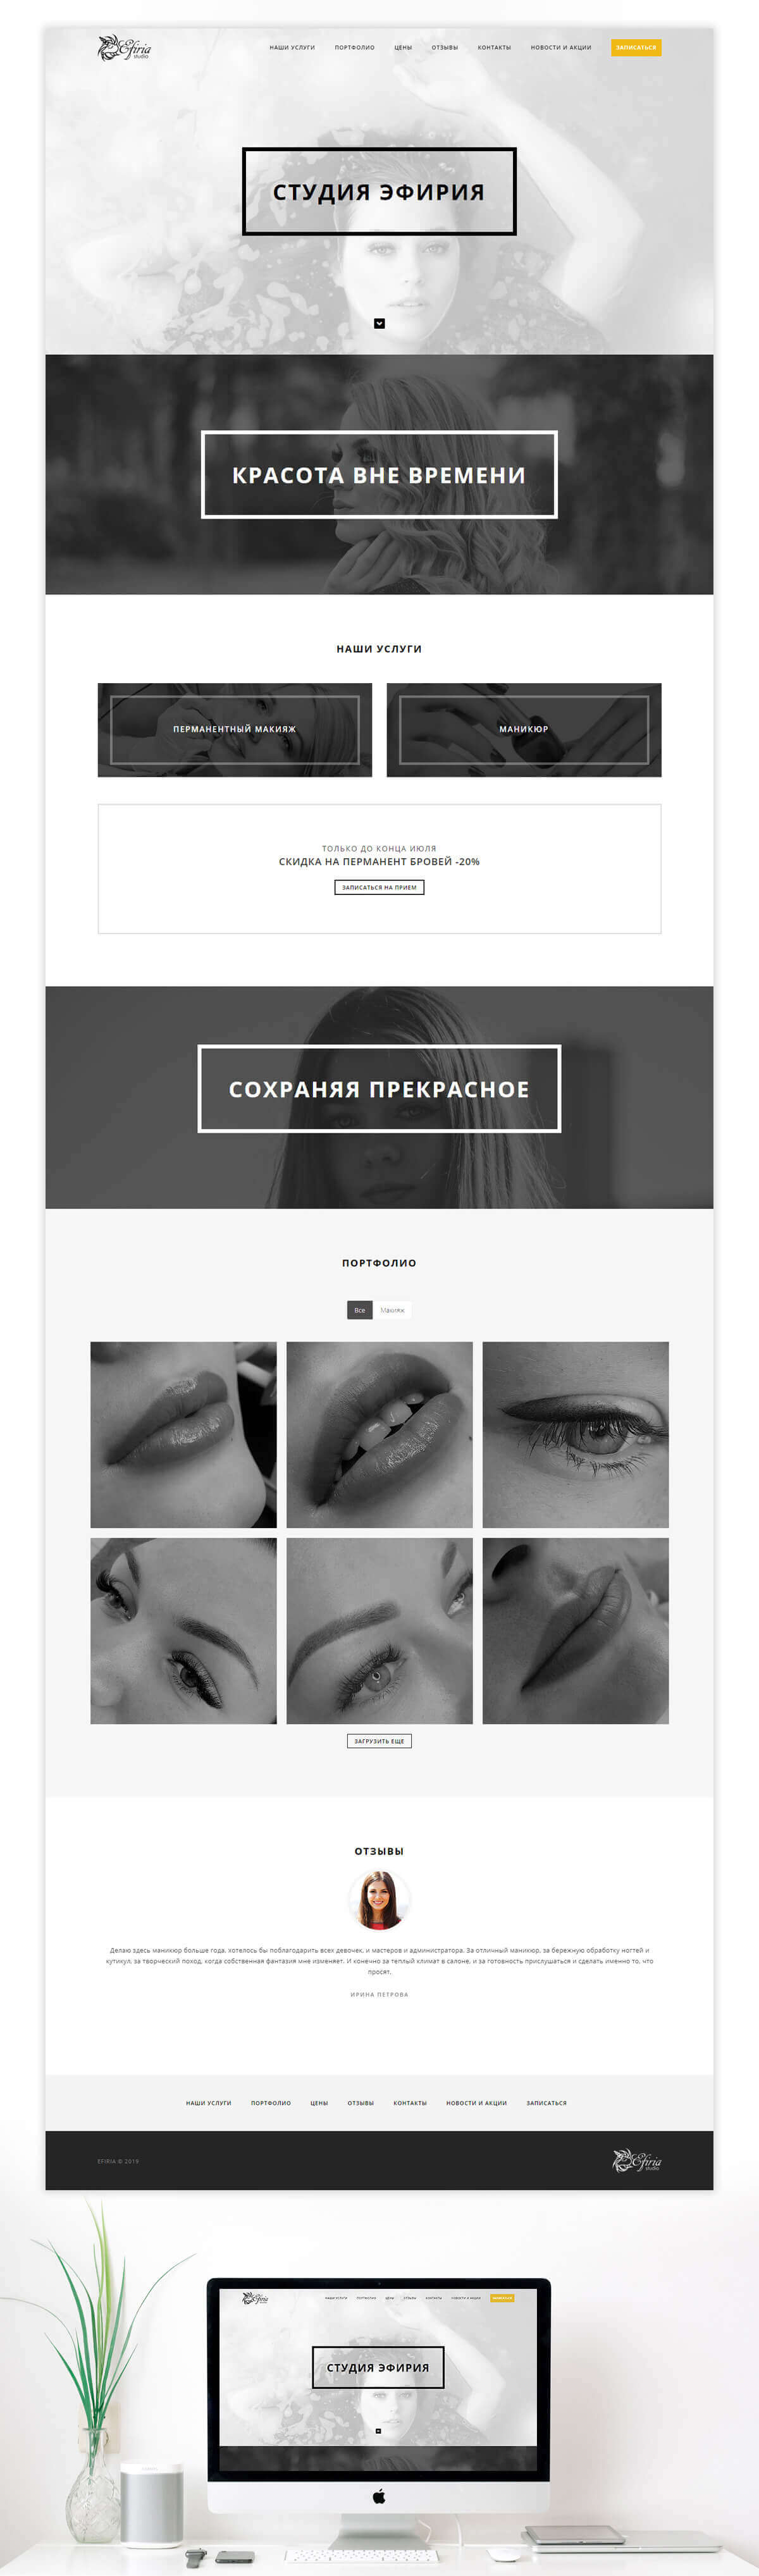 Efiria
studio
НАШИ УСЛУГИ ПОРТФОЛИО ЦЕНЫ ОТЗЫВЫ КОНТАКТЫ НОВОСТИ И АКЦИИ ЗАПИСАТЬСЯ
СТУДИЯ ЭФИРИЯ
КРАСОТА ВНЕ ВРЕМЕНИ
НАШИ УСЛУГИ
ПЕРМАНЕНТНЫЙ МАКИЯЖ
МАНИКЮР
ТОЛЬКО ДО КОНЦА ИЮЛЯ
СКИДКА НА ПЕРМАНЕНТ БРОВЕЙ -20%
ЗАПИСАТЬСЯ НА ПРИЕМ
СОХРАНЯЯ ПРЕКРАСНОЕ
ПОРТФОЛИО
Все Макияж
ЗАГРУЗИТЬ ЕЩЕ
ОТЗЫВЫ
Делаю здесь маникюр больше года, хотелось бы поблагодарить всех девочек, и мастеров и администратора. За отличный маникюр, за бережную обработку ногтей и
кутикул, за творческий поход, когда собственная фантазия мне изменяет. И конечно за теплый климат в салоне, и за готовность прислушаться и сделать именно то, что
просят.
ИРИНА ПЕТРОВА
НАШИ УСЛУГИ ПОРТФОЛИО ЦЕНЫ ОТЗЫВЫ КОНТАКТЫ НОВОСТИ И АКЦИИ ЗАПИСАТЬСЯ
EFIRIA © 2019
Efiria
studio
Efiria
НАШИ УСЛУГИ ПОРТФОЛИО ЦЕНЫ ОТЗЫВЫ КОНТАКТЫ НОВОСТИ И АКЦИИ
СТУДИЯ ЭФИРИЯ